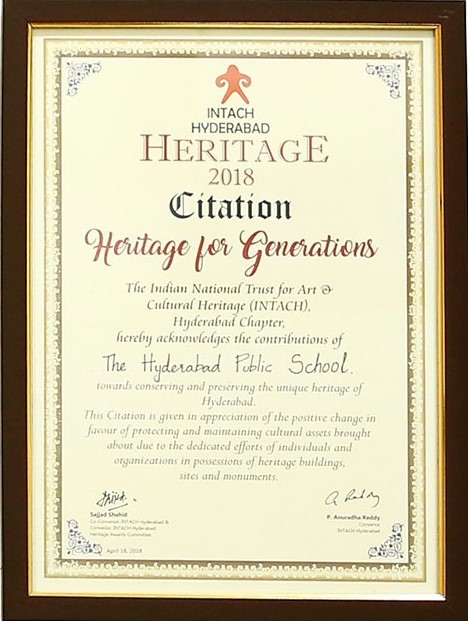 INTACH
HYDERABAD
HERITAGE
2018
Citation
Heritage for Generations
The Indian National Trust for Art &
Cultural Heritage (INTACH),
Hyderabad Chapter,
hereby acknowledges the contributions of
The Hyderabad Public School.
towards conserving and preserving the unique heritage of
Hyderabad.
This Citation is given in appreciation of the positive change in
favour of protecting and maintaining cultural assets brought
about due to the dedicated efforts of individuals and
organizations in possessions of heritage buildings,
sites and monuments.
Sajjad Shahid
Co-Convenor, INTACH Hyderabad &
Convenor, INTACH Hyderabad
Heritage Awards Committee
April 18, 2018
A Reddy
P. Anuradha Reddy
Convenor
INTACH Hyderabad